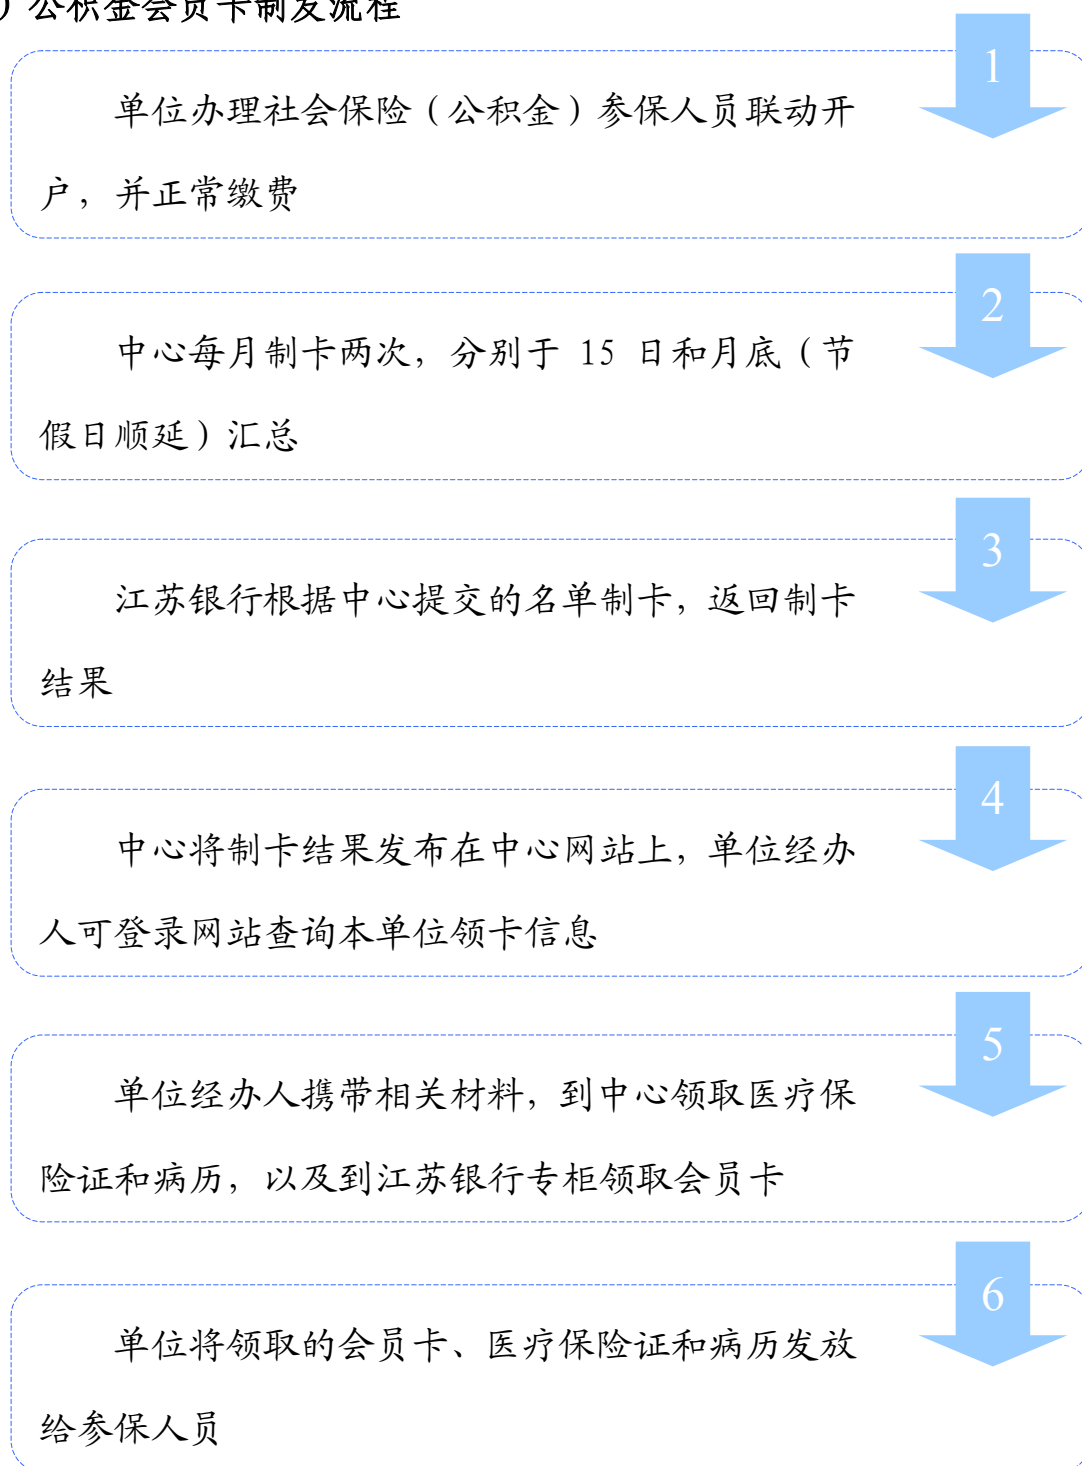 ）公积金会员卡制发流程
1
单位办理社会保险（公积金）参保人员联动开
户，并正常缴费
2
中心每月制卡两次，分别于 15 日和月底（节
假日顺延）汇总
3
江苏银行根据中心提交的名单制卡，返回制卡
结果
4
中心将制卡结果发布在中心网站上，单位经办
人可登录网站查询本单位领卡信息
5
单位经办人携带相关材料，到中心领取医疗保
险证和病历，以及到江苏银行专柜领取会员卡
6
单位将领取的会员卡、医疗保险证和病历发放
给参保人员